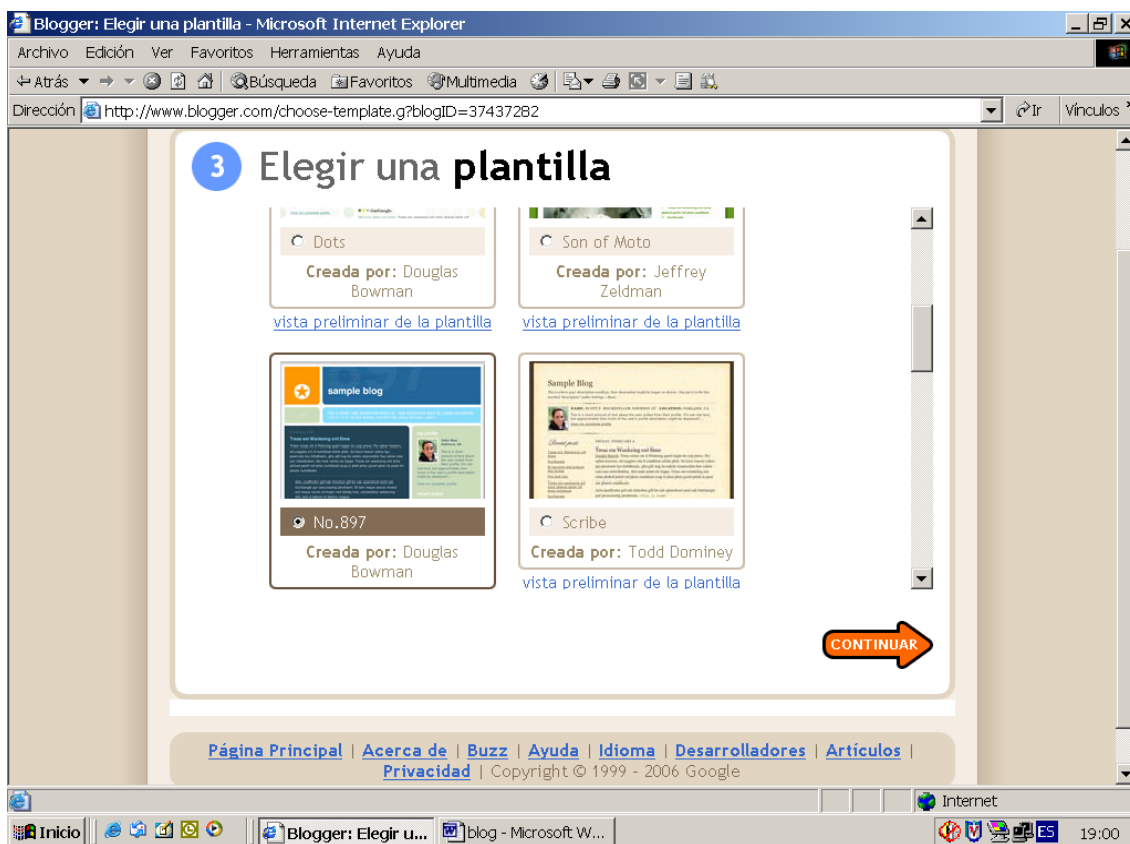 Blogger: Elegir una plantilla - Microsoft Internet Explorer
Archivo Edición Ver Favoritos Herramientas Ayuda
Atrás Búsqueda Favoritos Multimedia
Dirección http://www.blogger.com/choose-template.g?blogID=37437282 Ir Vínculos
3 Elegir una plantilla
Dots Son of Moto
Creada por: Douglas Bowman
Creada por: Jeffrey Zeldman
vista preliminar de la plantilla vista preliminar de la plantilla
sample blog
Sample Blog
No.897 Scribe
Creada por: Douglas Bowman
Creada por: Todd Dominey
vista preliminar de la plantilla
CONTINUAR
Página Principal | Acerca de | Buzz | Ayuda | Idioma | Desarrolladores | Artículos |
Privacidad | Copyright © 1999 - 2006 Google
Internet
Inicio Blogger: Elegir u... blog - Microsoft W... ES 19:00